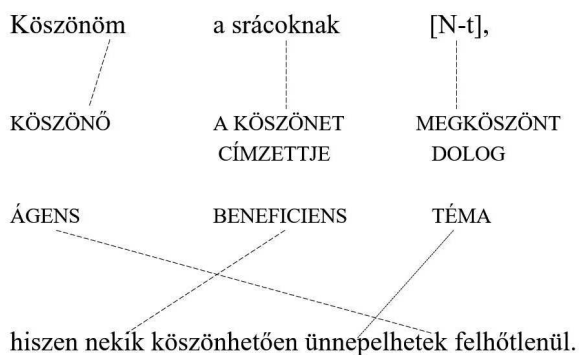 Köszönöm a srácoknak [N-t],
KÖSZÖNŐ A KÖSZÖNET MEGKÖSZÖNT
CÍMZETTJE DOLOG
ÁGENS BENEFICIENS TÉMA
hiszen nekik köszönhetően ünnepelhetek felhőtlenül.